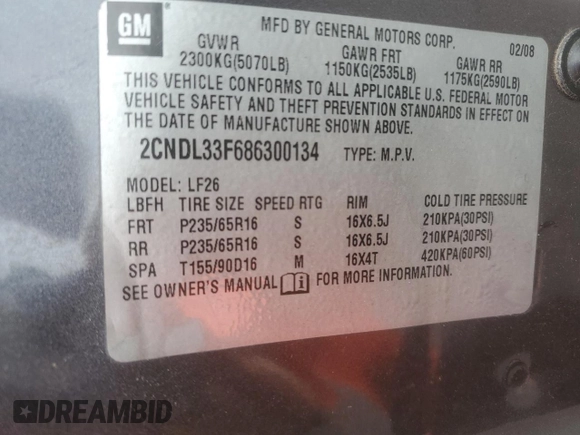 GM
MFD BY GENERAL MOTORS CORP.
02/08
GVWR GAWR FRT GAWR RR
2300KG(5070LB) 1150KG(2535LB) 1175KG(2590LB)
THIS VEHICLE CONFORMS TO ALL APPLICABLE U.S. FEDERAL MOTOR
VEHICLE SAFETY AND THEFT PREVENTION STANDARDS IN EFFECT ON
THE DATE OF MANUFACTURE SHOWN ABOVE.
2CNDL33F686300134 TYPE: M.P.V.
MODEL: LF26
LBFH TIRE SIZE SPEED RTG RIM COLD TIRE PRESSURE
FRT P235/65R16 S 16X6.5J 210KPA(30PSI)
RR P235/65R16 S 16X6.5J 210KPA(30PSI)
SPA T155/90D16 M 16X4T 420KPA(60PSI)
SEE OWNER'S MANUAL FOR MORE INFORMATION.
DREAMBID